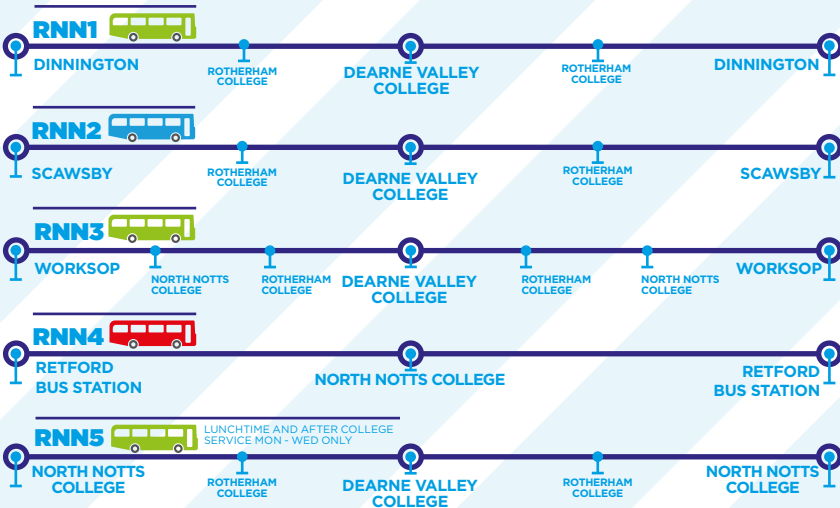 RNN1
DINNINGTON
ROTHERHAM
COLLEGE
DEARNE VALLEY
COLLEGE
ROTHERHAM
COLLEGE
DINNINGTON
RNN2
SCAWSBY
ROTHERHAM
COLLEGE
DEARNE VALLEY
COLLEGE
ROTHERHAM
COLLEGE
SCAWSBY
RNN3
WORKSOP
NORTH NOTTS
COLLEGE
ROTHERHAM
COLLEGE
DEARNE VALLEY
COLLEGE
ROTHERHAM
COLLEGE
NORTH NOTTS
COLLEGE
WORKSOP
RNN4
RETFORD
BUS STATION
NORTH NOTTS COLLEGE
RETFORD
BUS STATION
RNN5
LUNCHTIME AND AFTER COLLEGE
SERVICE MON - WED ONLY
NORTH NOTTS
COLLEGE
ROTHERHAM
COLLEGE
DEARNE VALLEY
COLLEGE
ROTHERHAM
COLLEGE
NORTH NOTTS
COLLEGE